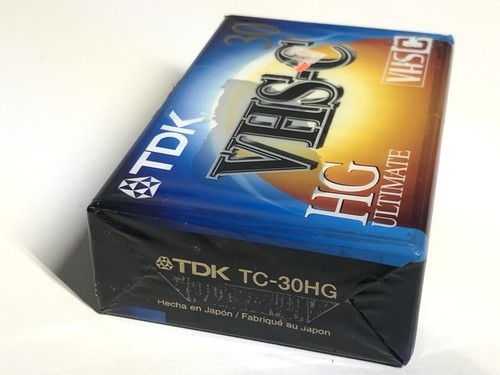 30
VHS-C
VHS C
TDK
HG
ULTIMATE
TDK TC-30HG
Hecha en Japón / Fabriqué au Japon